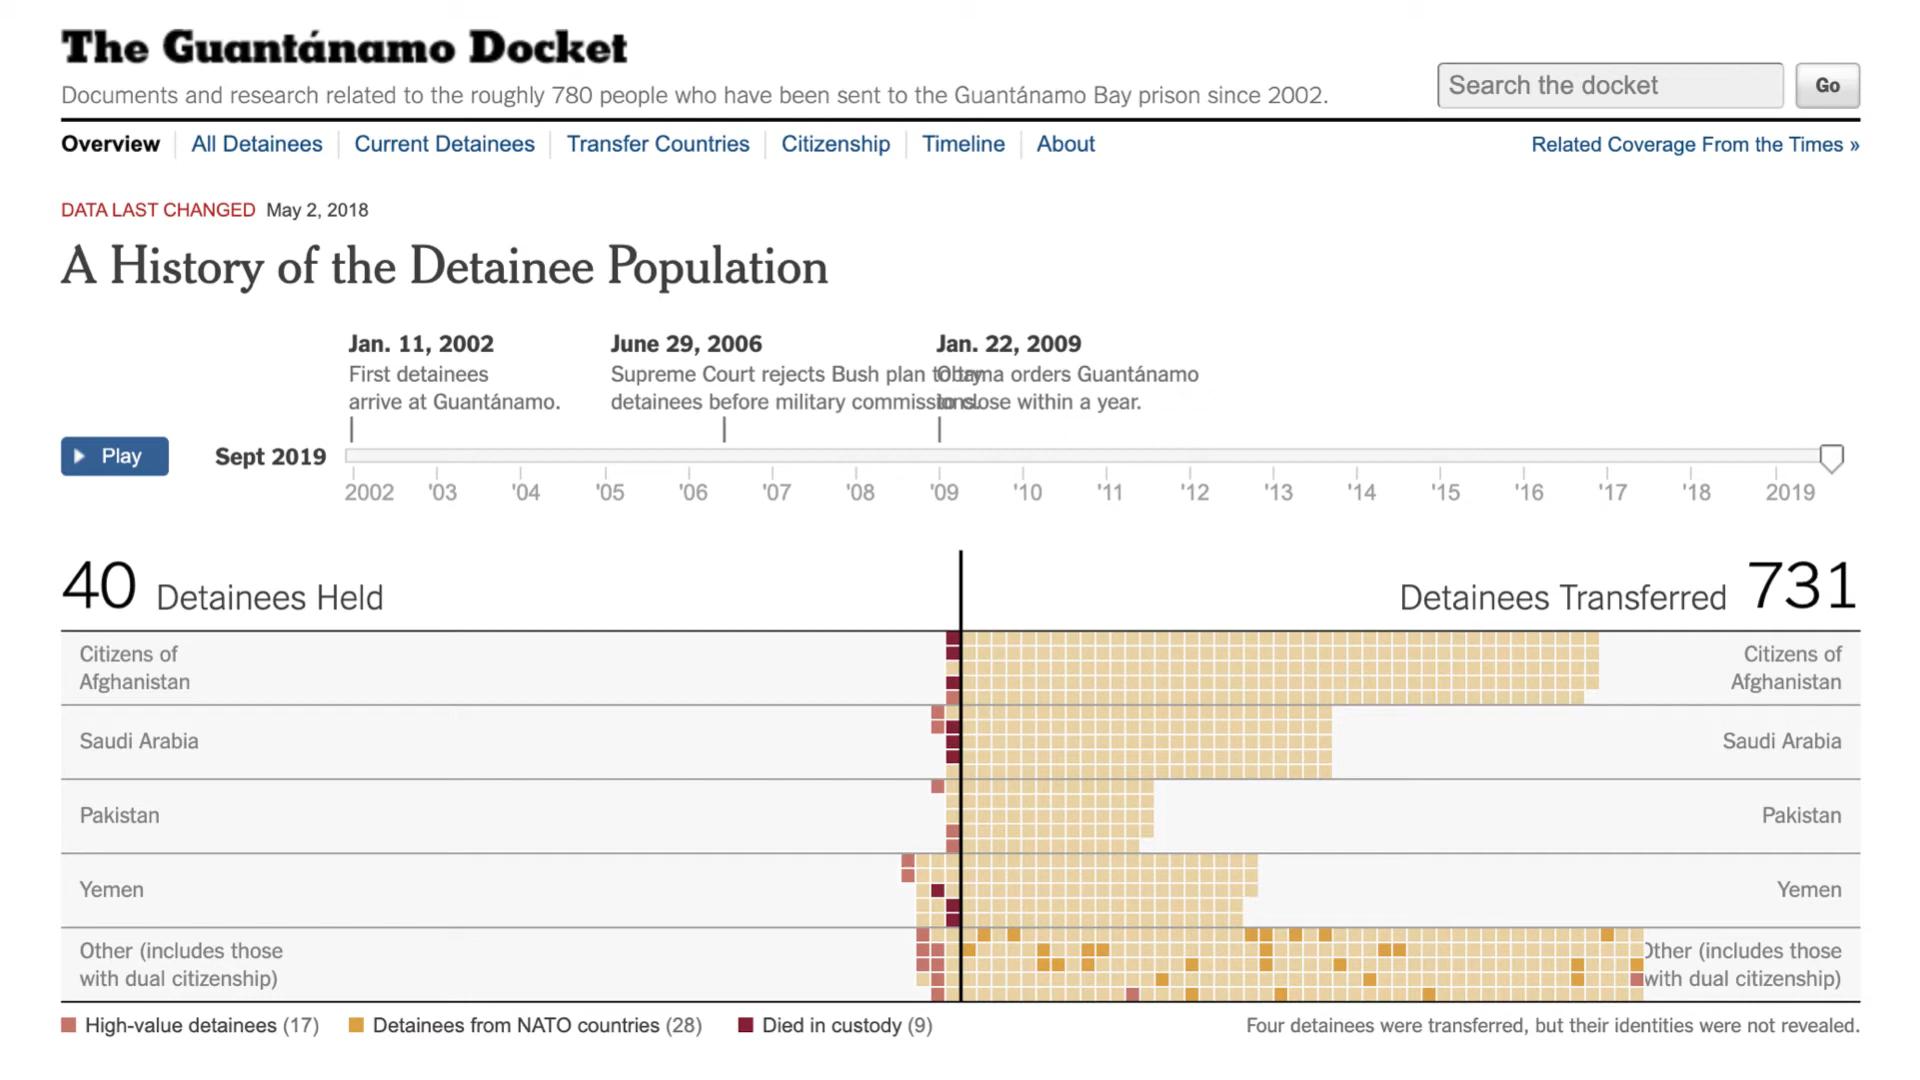 The Guantánamo Docket
Documents and research related to the roughly 780 people who have been sent to the Guantánamo Bay prison since 2002.
Search the docket
Go
Overview
All Detainees
Current Detainees
Transfer Countries
Citizenship
Timeline
About
Related Coverage From the Times »
DATA LAST CHANGED May 2, 2018
A History of the Detainee Population
Jan. 11, 2002
First detainees
arrive at Guantánamo.
June 29, 2006
Supreme Court rejects Bush plan to
detainees before military
Jan. 22, 2009
Obama orders Guantánamo
to close within a year.
Play
Sept 2019
2002 '03 '04 '05 '06 '07 '08 '09 '10 '11 '12 '13 '14 '15 '16 '17 '18 2019
40 Detainees Held
Detainees Transferred 731
Citizens of
Afghanistan
Citizens of
Afghanistan
Saudi Arabia
Saudi Arabia
Pakistan
Pakistan
Yemen
Yemen
Other (includes those
with dual citizenship)
Other (includes those
with dual citizenship)
High-value detainees (17)
Detainees from NATO countries (28)
Died in custody (9)
Four detainees were transferred, but their identities were not revealed.